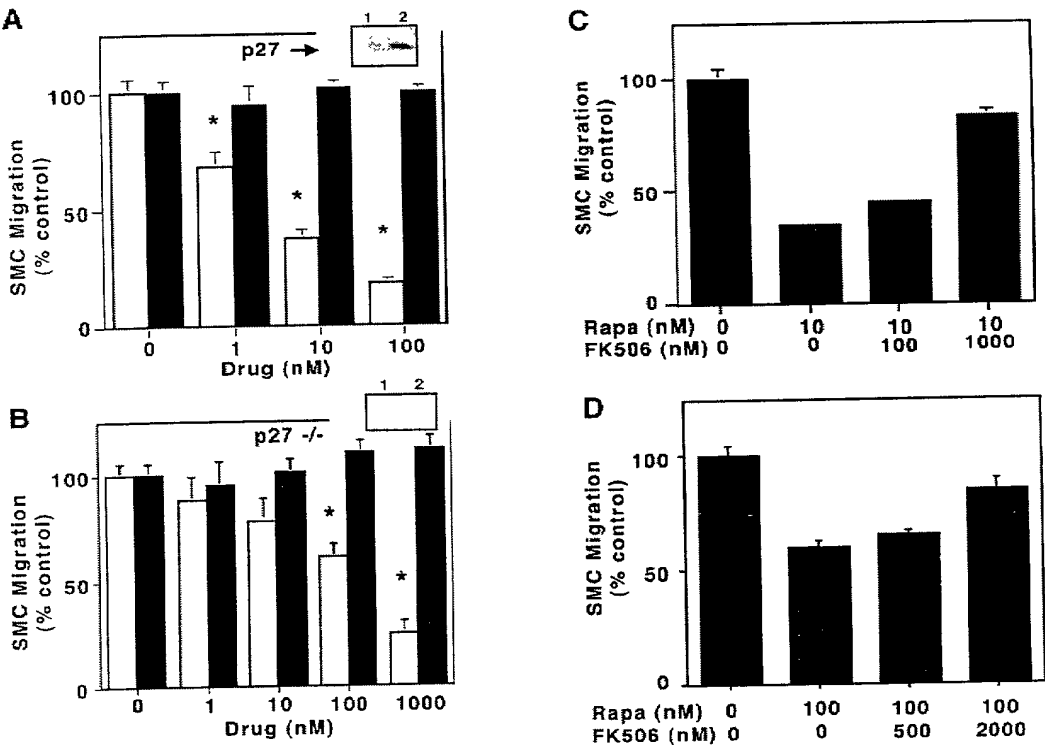 A
1 2
p27
100
*
*
*
50
0
SMC Migration
(% control)
0 1 10 100
Drug (nM)
B
1 2
p27 -/-
100
*
*
50
0
SMC Migration
(% control)
0 1 10 100 1000
Drug (nM)
C
100
50
0
SMC Migration
(% control)
Rapa (nM) 0 10 10 10
FK506 (nM) 0 0 100 1000
D
100
50
0
SMC Migration
(% control)
Rapa (nM) 0 100 100 100
FK506 (nM) 0 0 500 2000